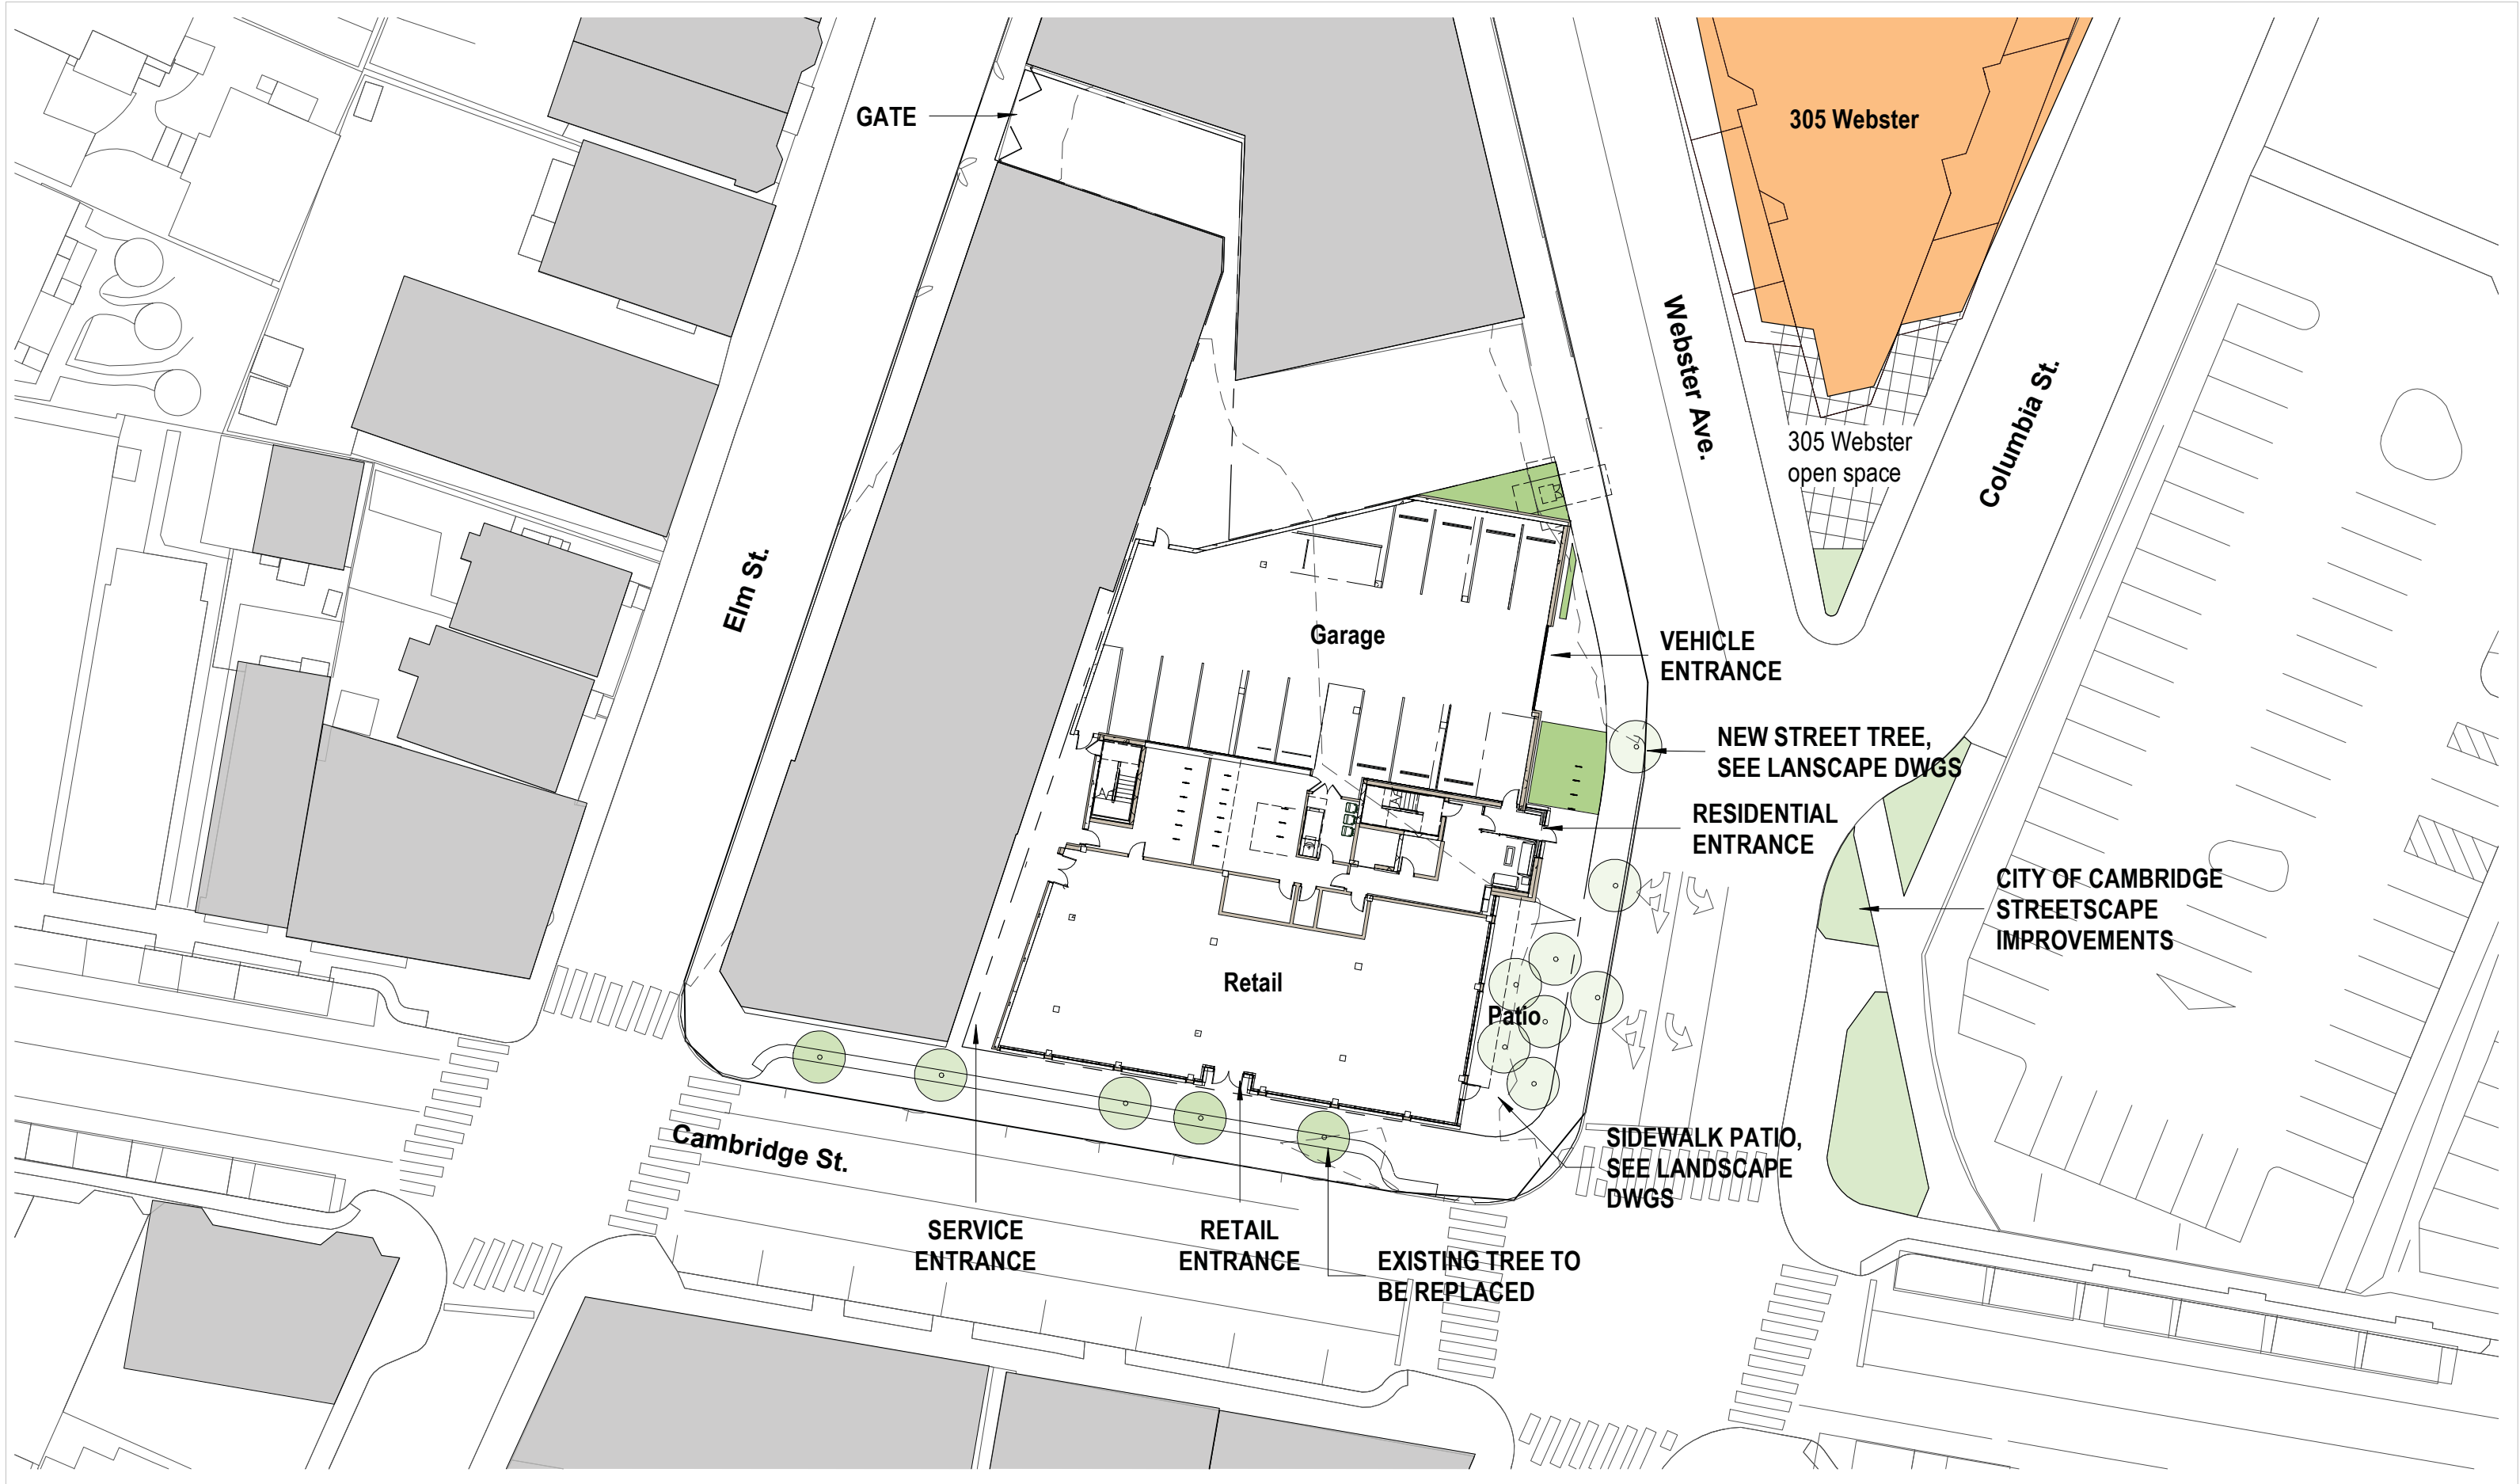 GATE
305 Webster
Webster Ave.
305 Webster
open space
Columbia St.
Elm St.
Garage
VEHICLE
ENTRANCE
NEW STREET TREE,
SEE LANSCAPE DWGS
RESIDENTIAL
ENTRANCE
CITY OF CAMBRIDGE
STREETSCAPE
IMPROVEMENTS
Retail
Patio
Cambridge St.
SIDEWALK PATIO,
SEE LANDSCAPE
DWGS
SERVICE
ENTRANCE
RETAIL
ENTRANCE
EXISTING TREE TO
BE REPLACED